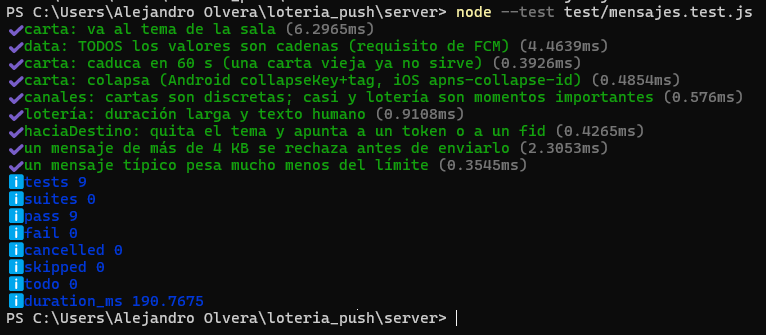 PS C:\Users\Alejandro Olvera\loteria_push\server> node --test test/mensajes.test.js
✔carta: va al tema de la sala (6.2965ms)
✔data: TODOS los valores son cadenas (requisito de FCM) (4.4639ms)
✔carta: caduca en 60 s (una carta vieja ya no sirve) (0.3926ms)
✔carta: colapsa (Android collapseKey+tag, iOS apns-collapse-id) (0.4854ms)
✔canales: cartas son discretas; casi y lotería son momentos importantes (0.576ms)
✔lotería: duración larga y texto humano (0.9108ms)
✔haciaDestino: quita el tema y apunta a un token o a un fid (0.4265ms)
✔un mensaje de más de 4 KB se rechaza antes de enviarlo (2.3053ms)
✔un mensaje típico pesa mucho menos del límite (0.3545ms)
ℹtests 9
ℹsuites 0
ℹpass 9
ℹfail 0
ℹcancelled 0
ℹskipped 0
ℹtodo 0
ℹduration_ms 190.7675
PS C:\Users\Alejandro Olvera\loteria_push\server>